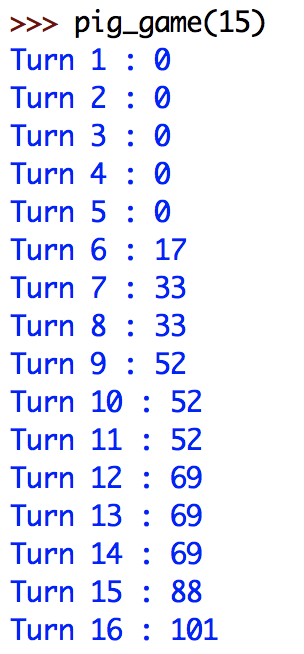 >>> pig_game(15)
Turn 1 : 0
Turn 2 : 0
Turn 3 : 0
Turn 4 : 0
Turn 5 : 0
Turn 6 : 17
Turn 7 : 33
Turn 8 : 33
Turn 9 : 52
Turn 10 : 52
Turn 11 : 52
Turn 12 : 69
Turn 13 : 69
Turn 14 : 69
Turn 15 : 88
Turn 16 : 101